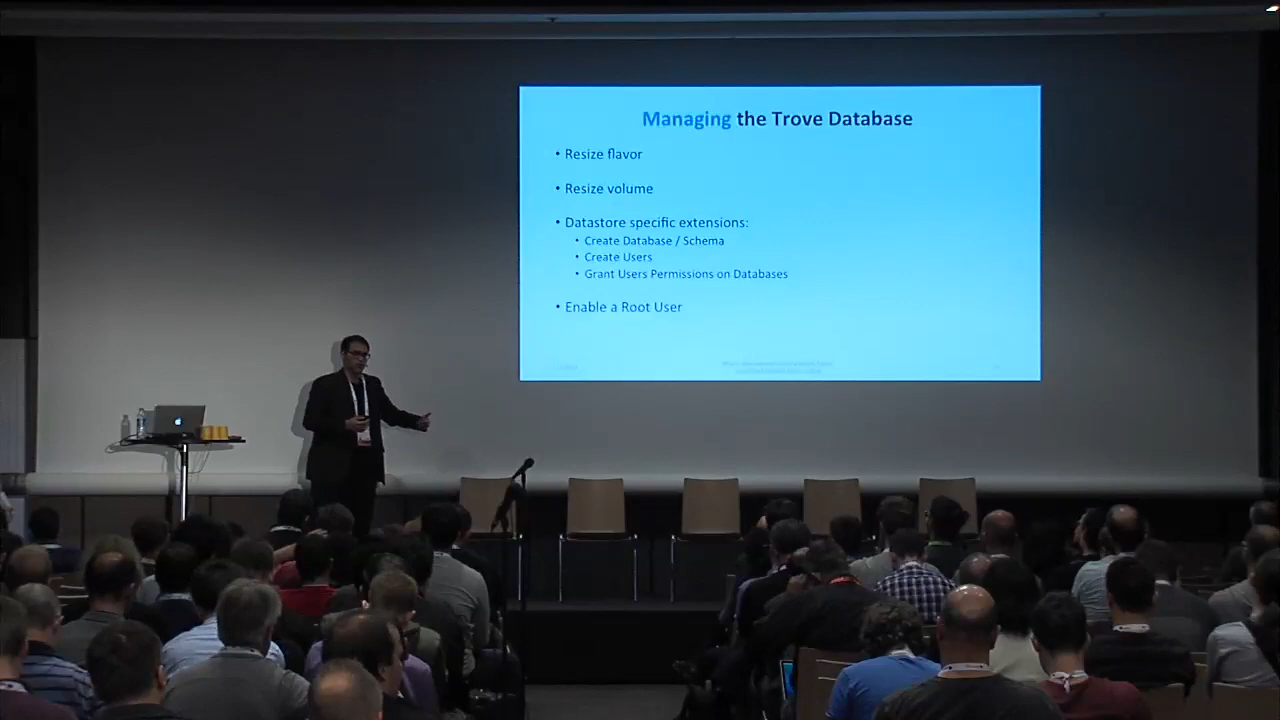 Managing the Trove Database
• Resize flavor
• Resize volume
• Datastore specific extensions:
• Create Database / Schema
• Create Users
• Grant Users Permissions on Databases
• Enable a Root User